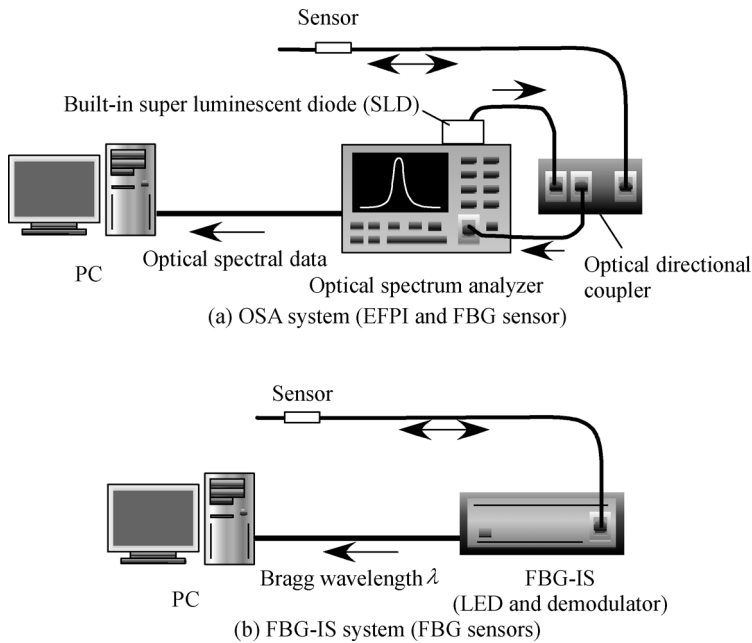 Sensor
Built-in super luminescent diode (SLD)
PC
Optical spectral data
Optical spectrum analyzer
Optical directional
coupler
(a) OSA system (EFPI and FBG sensor)
Sensor
PC
Bragg wavelength λ
FBG-IS
(LED and demodulator)
(b) FBG-IS system (FBG sensors)